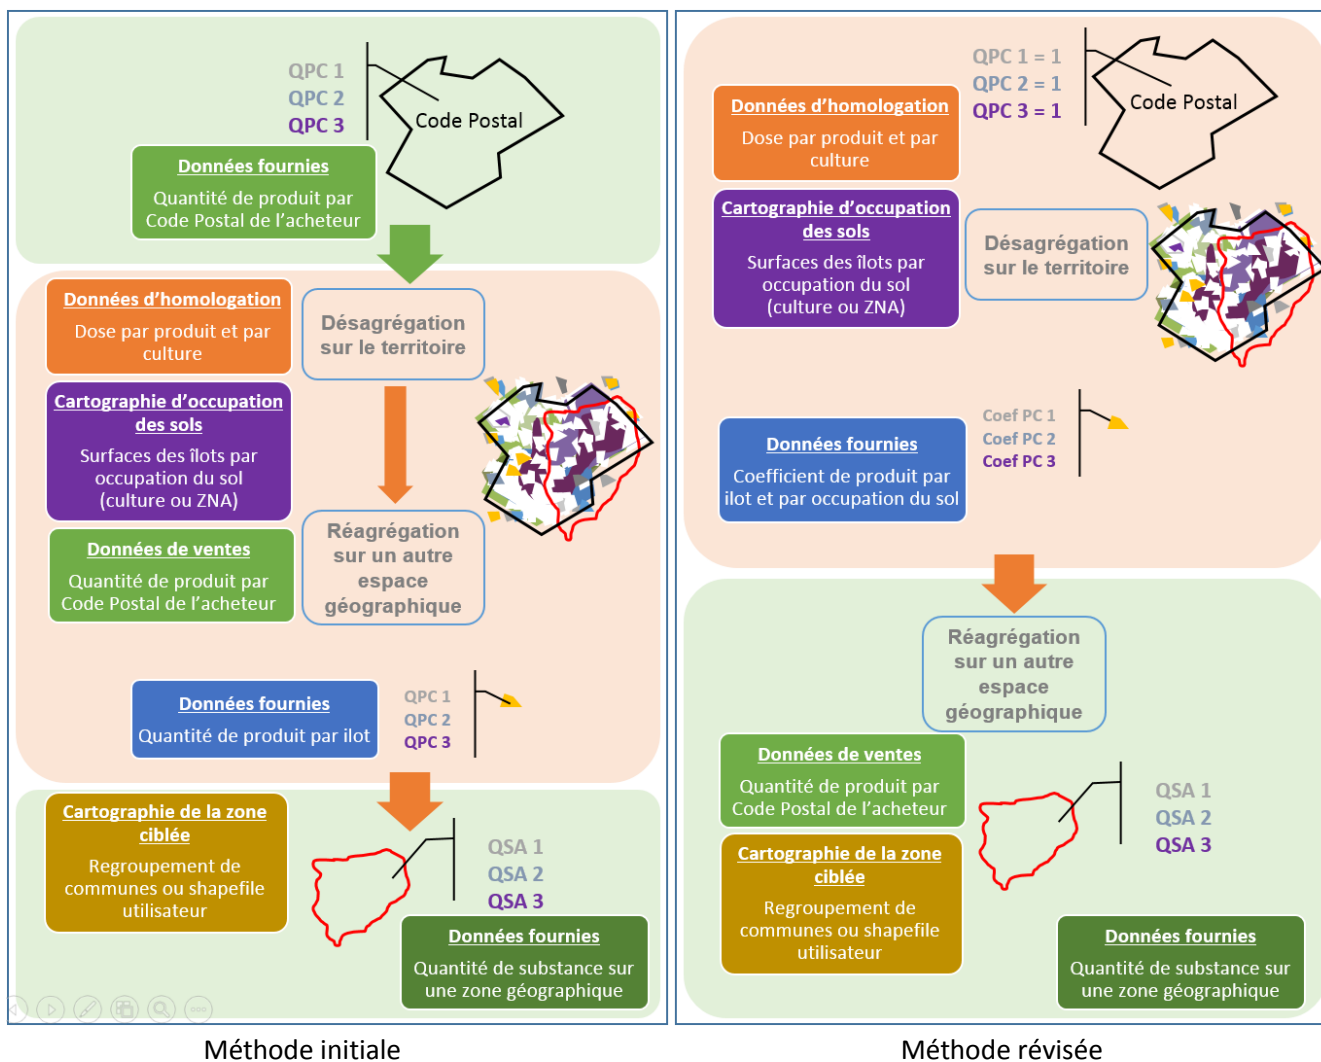 QPC 1
QPC 2
QPC 3
Code Postal
Données fournies
Quantité de produit par
Code Postal de l'acheteur
Données d'homologation
Dose par produit et par
culture
Désagrégation
sur le territoire
Cartographie d'occupation
des sols
Surfaces des îlots par
occupation du sol
(culture ou ZNA)
Données de ventes
Quantité de produit par
Code Postal de l'acheteur
Réagrégation
sur un autre
espace
géographique
Données fournies
Quantité de produit par ilot
QPC 1
QPC 2
QPC 3
Cartographie de la zone
ciblée
Regroupement de
communes ou shapefile
utilisateur
QSA 1
QSA 2
QSA 3
Données fournies
Quantité de substance sur
une zone géographique
Méthode initiale
QPC 1 = 1
QPC 2 = 1
QPC 3 = 1
Code Postal
Données d'homologation
Dose par produit et par
culture
Cartographie d'occupation
des sols
Surfaces des îlots par
occupation du sol
(culture ou ZNA)
Désagrégation
sur le territoire
Données fournies
Coefficient de produit par
ilot et par occupation du sol
Coef PC 1
Coef PC 2
Coef PC 3
Réagrégation
sur un autre
espace
géographique
Données de ventes
Quantité de produit par
Code Postal de l'acheteur
Cartographie de la zone
ciblée
Regroupement de
communes ou shapefile
utilisateur
QSA 1
QSA 2
QSA 3
Données fournies
Quantité de substance sur
une zone géographique
Méthode révisée